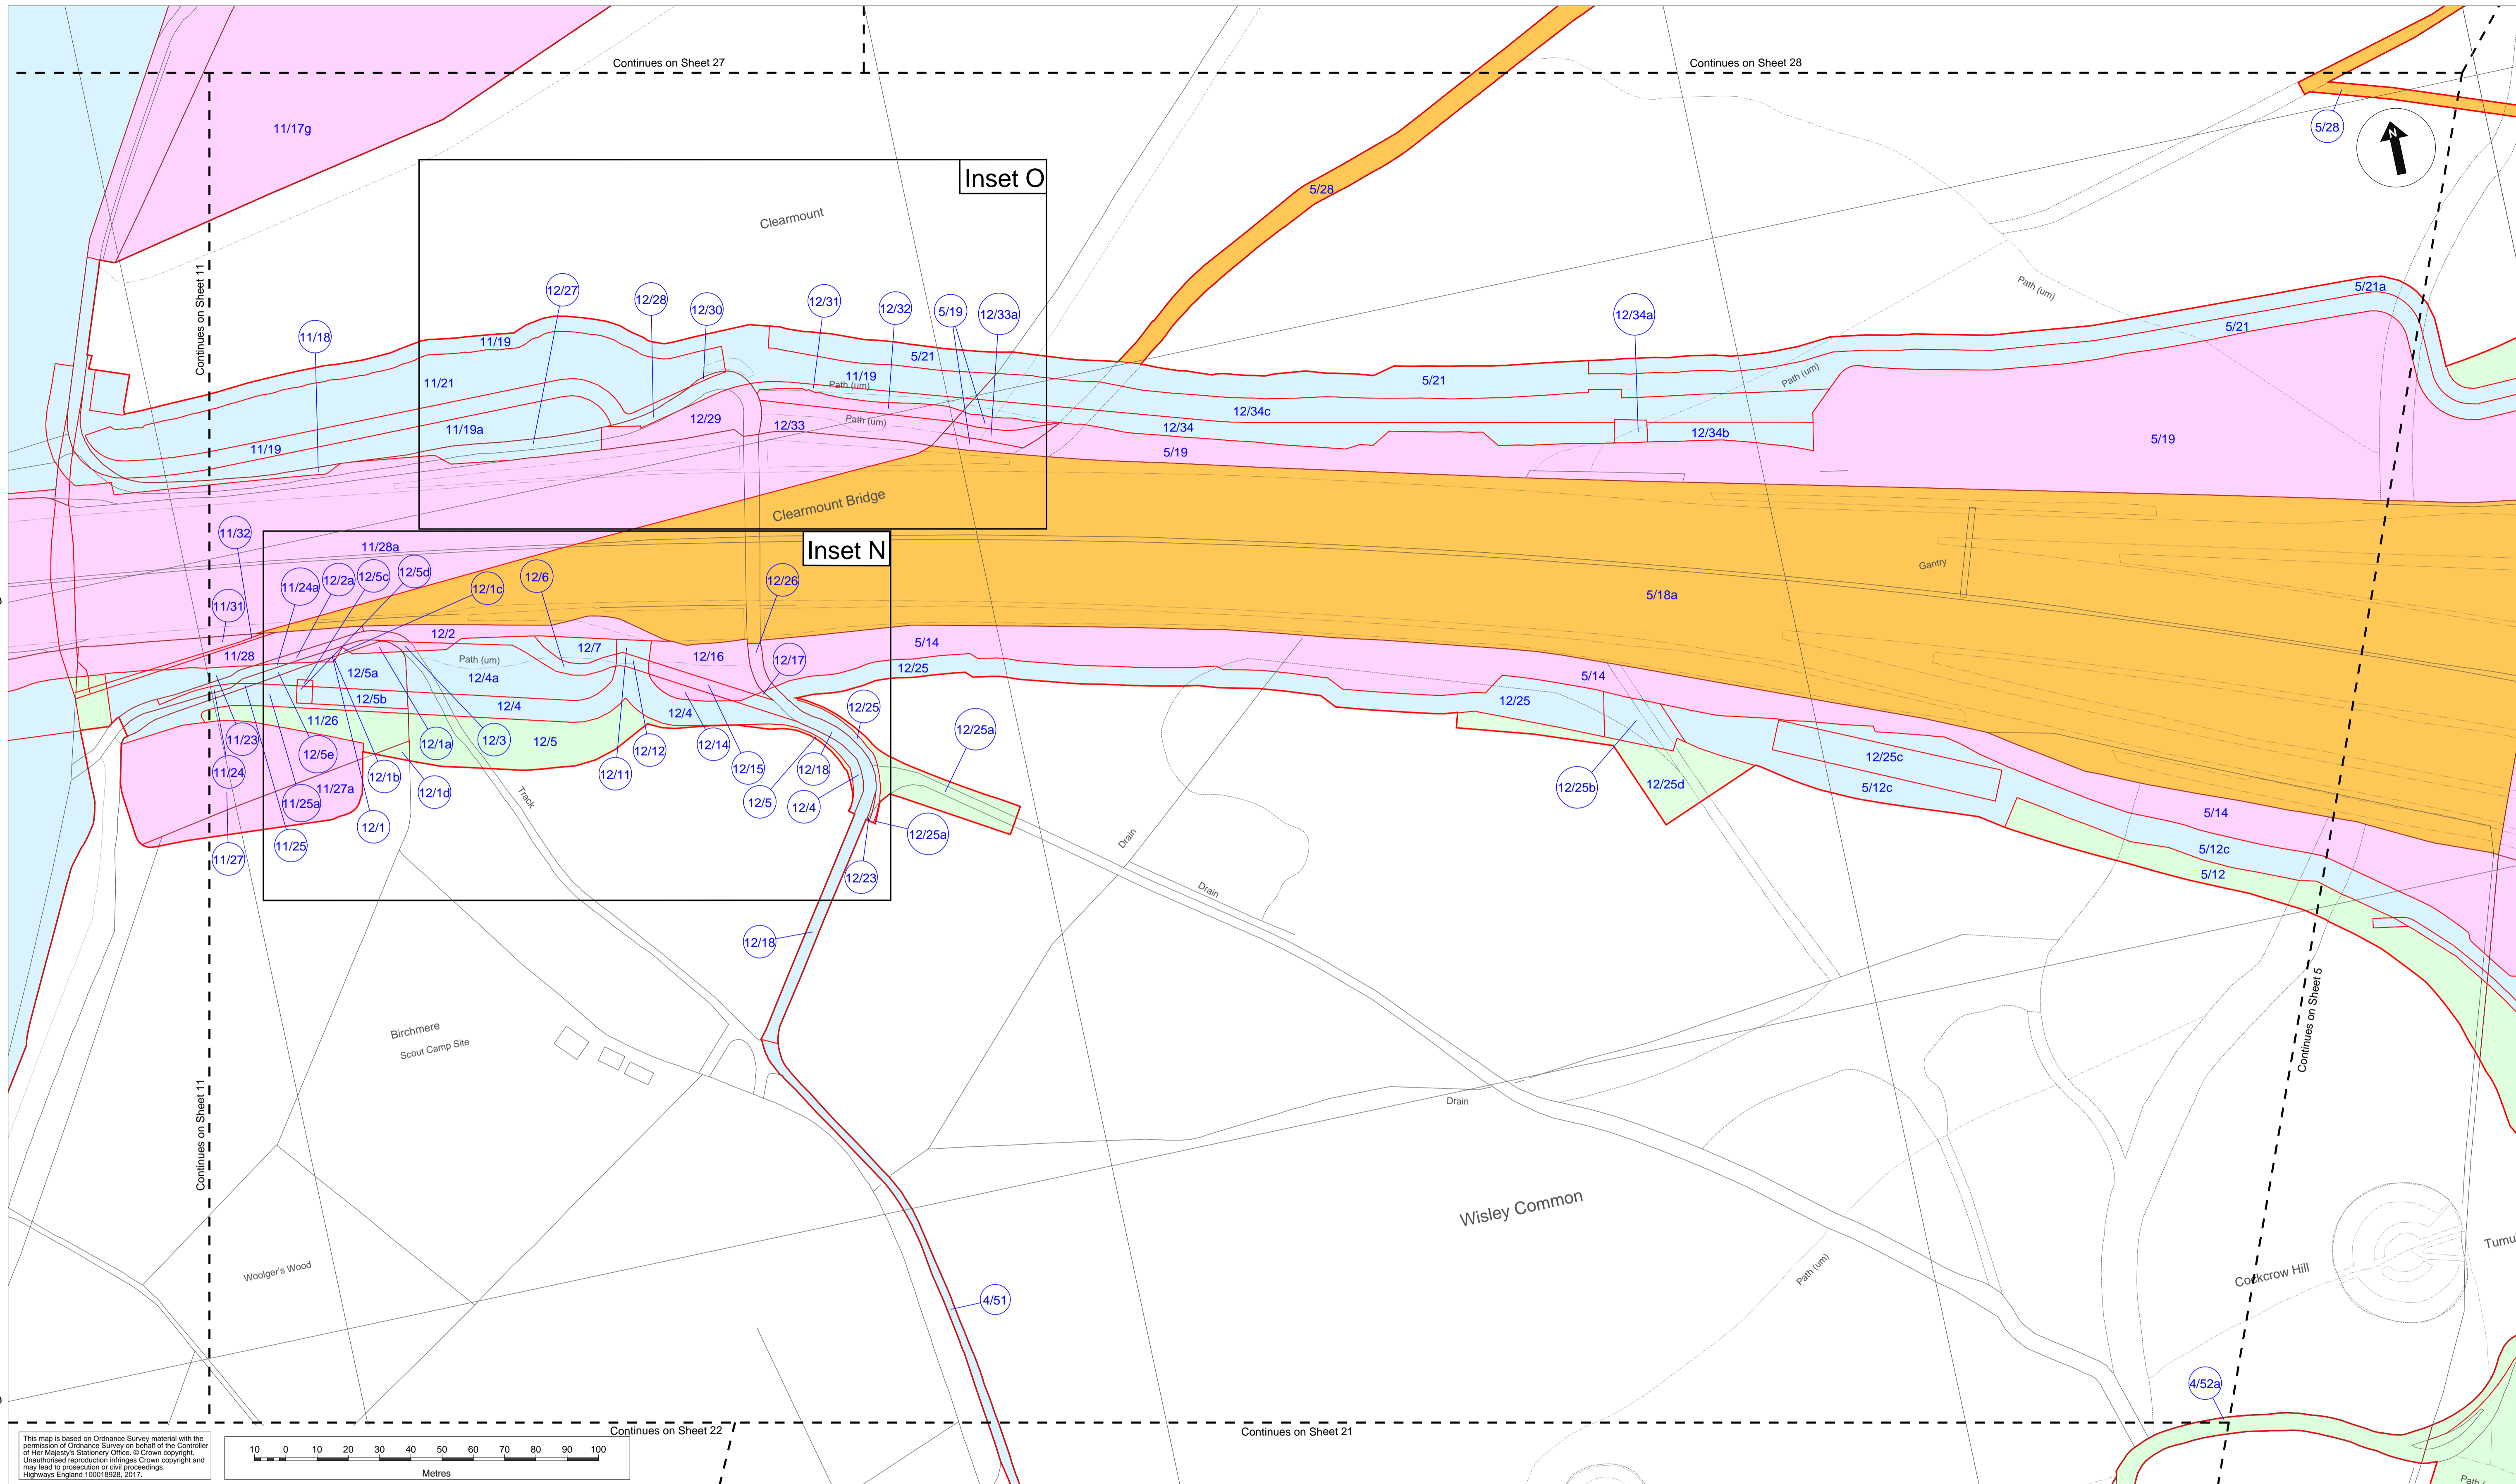 Continues on Sheet 27
Continues on Sheet 28
11/17g
5/28
N
Inset O
5/28
Clearmount
Continues on Sheet 11
Path (um)
12/27
12/28
12/30
12/31
12/32
5/19
12/33a
12/34a
5/21a
5/21
11/18
11/19
5/21
11/21
11/19
Path (um)
5/21
Path (um)
12/34c
12/29
Path (um)
12/33
12/34
12/34b
11/19a
11/19
5/19
5/19
Clearmount Bridge
11/32
11/28a
Inset N
11/24a
12/2a
12/5c
12/5d
12/1c
12/6
12/26
Gantry
5/18a
11/31
12/2
5/14
12/7
12/16
11/28
Path (um)
12/17
12/25
5/14
12/5a
12/4a
12/5b
12/4
12/4
12/25
12/25
11/26
12/5
12/25a
11/23
12/5e
12/1a
12/3
12/12
12/14
12/15
12/18
12/25c
11/24
12/1b
12/11
12/25b
12/25d
5/12c
11/25a
11/27a
12/1d
Track
12/5
12/4
5/14
12/1
12/25a
11/27
11/25
Drain
5/12c
12/23
5/12
Drain
12/18
Continues on Sheet 5
Birchmere
Scout Camp Site
Continues on Sheet 11
Drain
Wisley Common
Woolger's Wood
Path (um)
Cockcrow Hill
4/51
4/52a
Continues on Sheet 22
Continues on Sheet 21
This map is based on Ordnance Survey material with the
permission of Ordnance Survey on behalf of the Controller
of Her Majesty's Stationery Office. © Crown copyright.
Unauthorised reproduction infringes Crown copyright and
may lead to prosecution or civil proceedings.
Highways England 100018928, 2017.
10 0 10 20 30 40 50 60 70 80 90 100
Metres